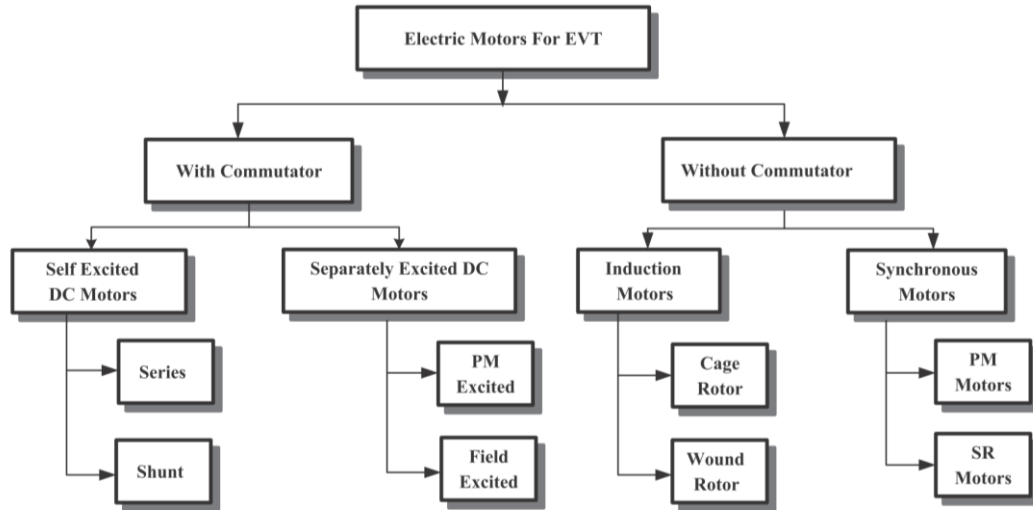 Electric Motors For EVT
With Commutator
Without Commutator
Self Excited
DC Motors
Separately Excited DC
Motors
Induction
Motors
Synchronous
Motors
Series
PM
Excited
Cage
Rotor
PM
Motors
Shunt
Field
Excited
Wound
Rotor
SR
Motors